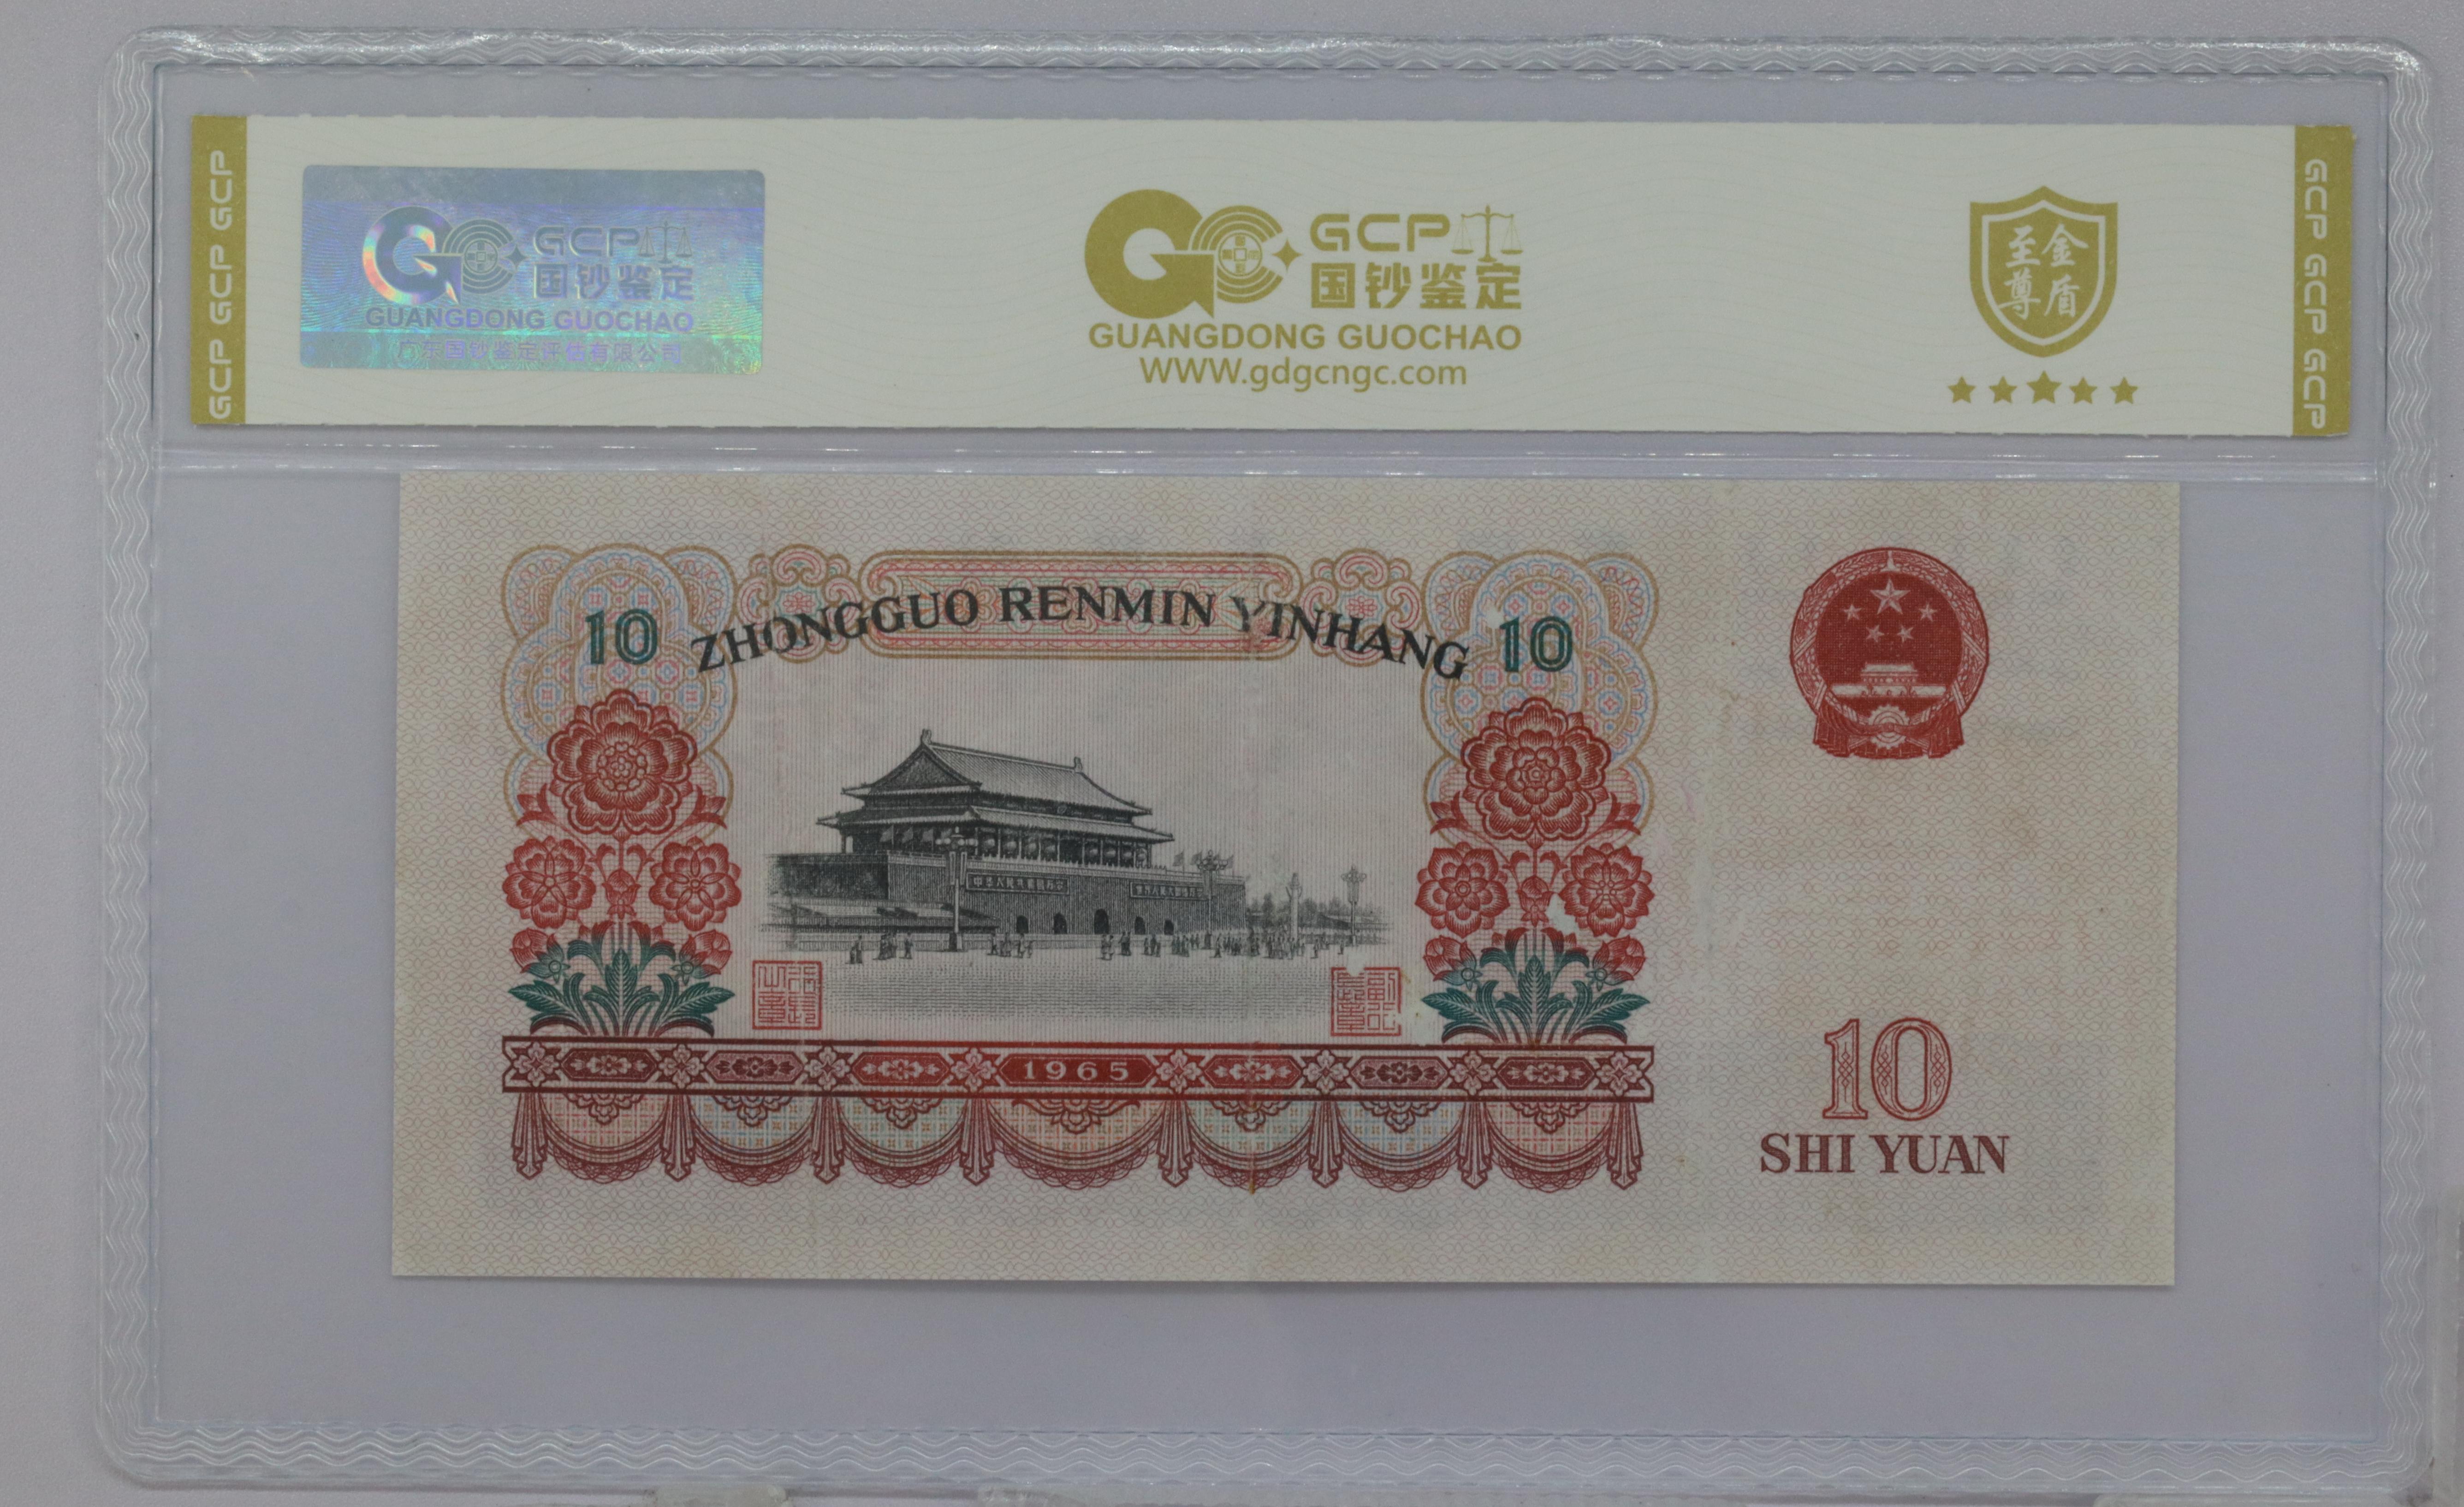 GCP GCP GCP
GCP
国钞鉴定
GUANGDONG GUOCHAO
广东国钞鉴定评估有限公司
GCP
国钞鉴定
GUANGDONG GUOCHAO
WWW.gdgcngc.com
至金
尊盾
GCP GCP GCP
10 ZHONGGUO RENMIN YINHANG 10
1965
10
SHI YUAN